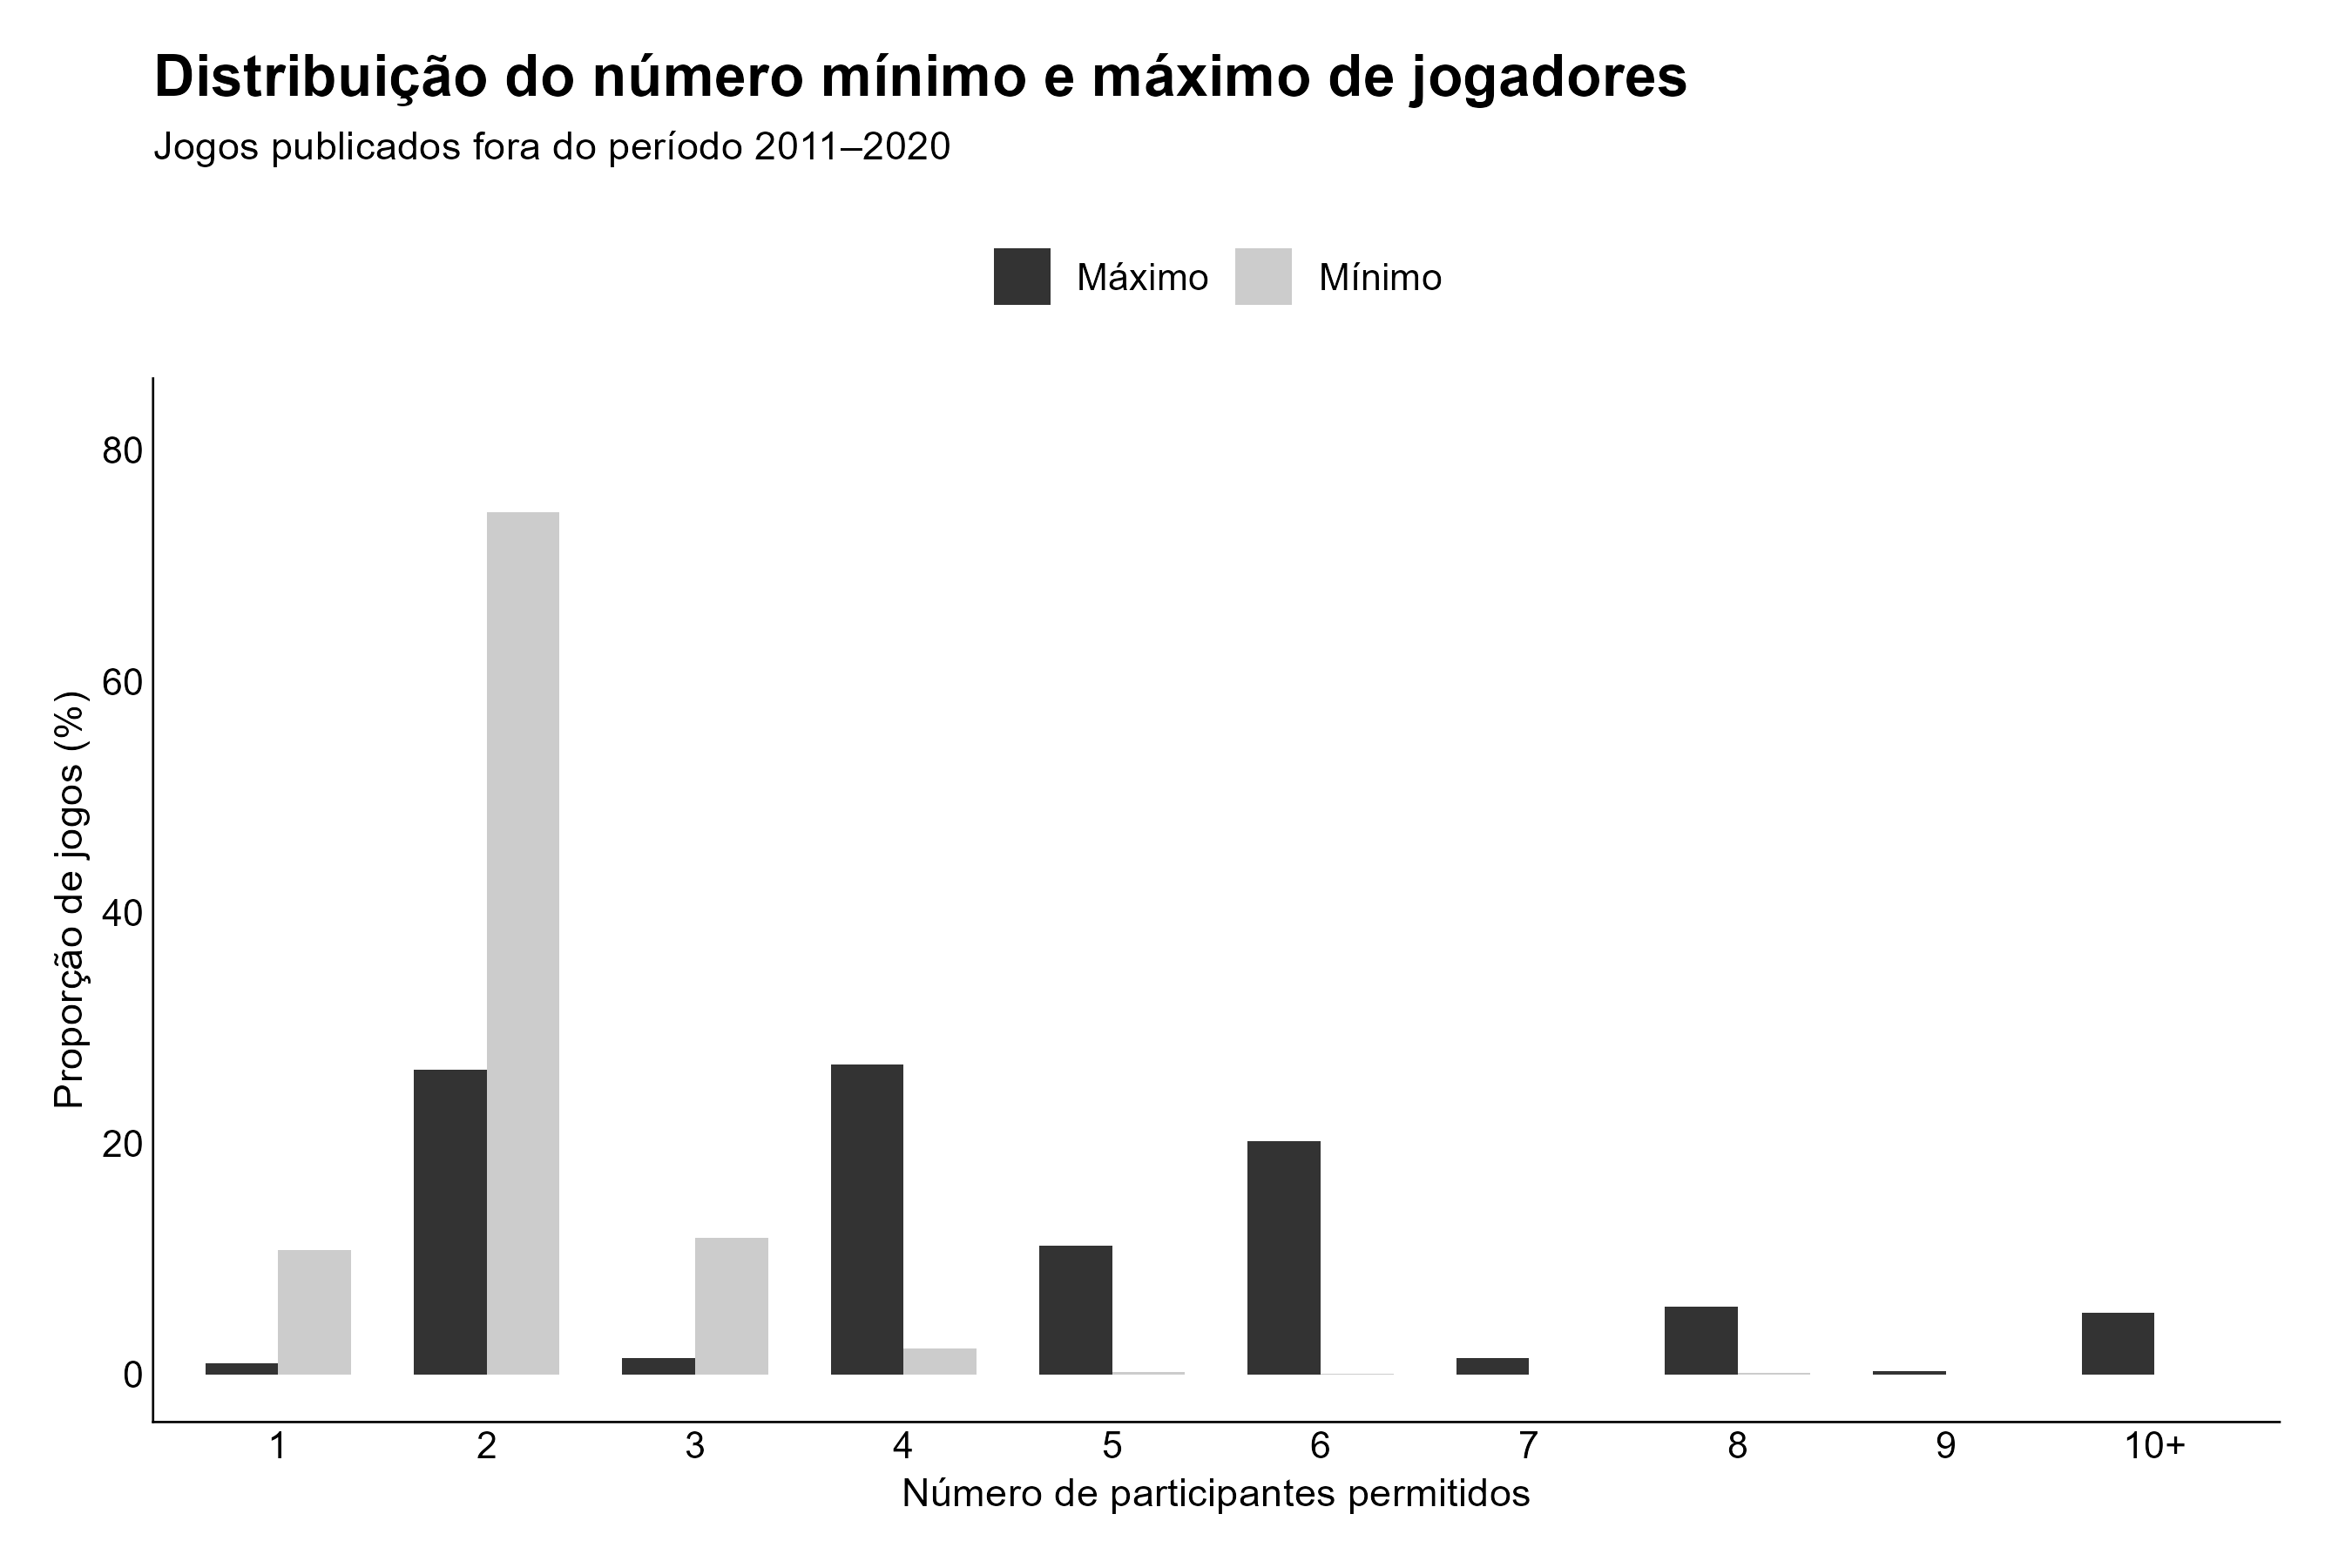 Distribuição do número mínimo e máximo de jogadores
Jogos publicados fora do período 2011–2020
Máximo Mínimo
Proporção de jogos (%)
80
60
40
20
0
1 2 3 4 5 6 7 8 9 10+
Número de participantes permitidos